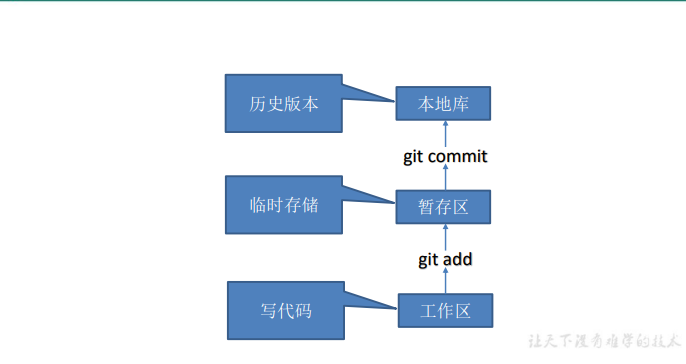 历史版本
本地库
git commit
临时存储
暂存区
git add
写代码
工作区
让天下没有难学的技术